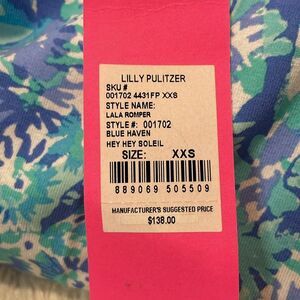 LILLY PULITZER
SKU #
001702 4431FP XXS
STYLE NAME:
LALA ROMPER
STYLE #: 001702
BLUE HAVEN
HEY HEY SOLEIL
SIZE: XXS
889069 505509
MANUFACTURER'S SUGGESTED PRICE
$138.00